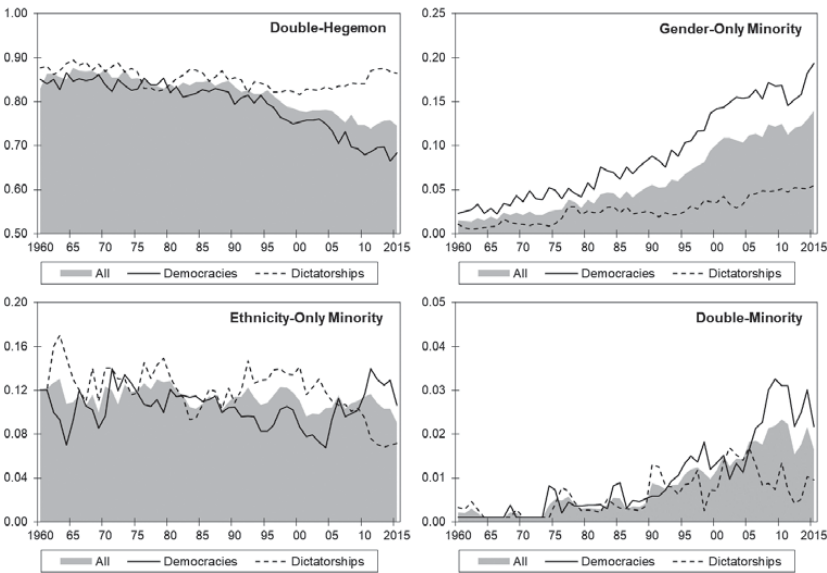 Double-Hegemon
1.00
0.90
0.80
0.70
0.60
0.50
1960 65 70 75 80 85 90 95 00 05 10 2015
All Democracies Dictatorships
Gender-Only Minority
0.25
0.20
0.15
0.10
0.05
0.00
1960 65 70 75 80 85 90 95 00 05 10 2015
All Democracies Dictatorships
Ethnicity-Only Minority
0.20
0.16
0.12
0.08
0.04
0.00
1960 65 70 75 80 85 90 95 00 05 10 2015
All Democracies Dictatorships
Double-Minority
0.05
0.04
0.03
0.02
0.01
0.00
1960 65 70 75 80 85 90 95 00 05 10 2015
All Democracies Dictatorships